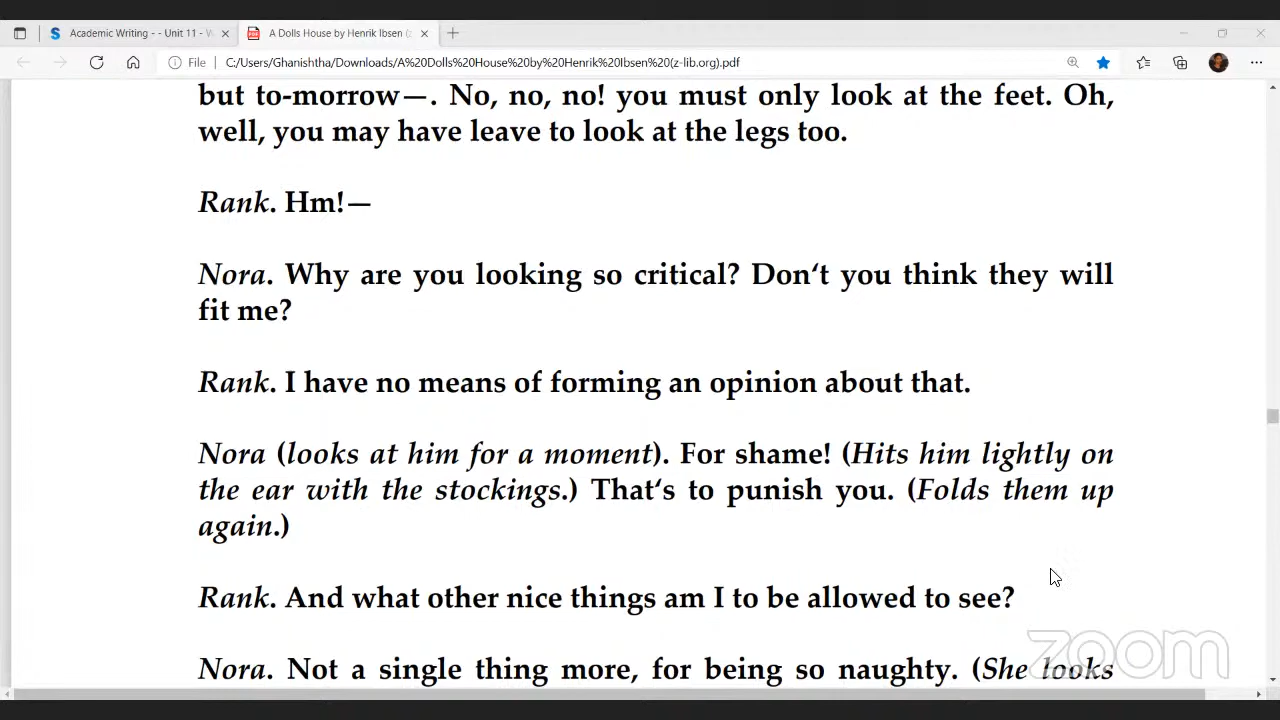 Academic Writing - - Unit 11 - W
A Dolls House by Henrik Ibsen (z
File
C:/Users/Ghanishtha/Downloads/A%20Dolls%20House%20by%20Henrik%20Ibsen%20(z-lib.org).pdf
but to-morrow—. No, no, no! you must only look at the feet. Oh,
well, you may have leave to look at the legs too.
Rank. Hm!—
Nora. Why are you looking so critical? Don‘t you think they will
fit me?
Rank. I have no means of forming an opinion about that.
Nora (looks at him for a moment). For shame! (Hits him lightly on
the ear with the stockings.) That‘s to punish you. (Folds them up
again.)
Rank. And what other nice things am I to be allowed to see?
Nora. Not a single thing more, for being so naughty. (She looks
zoom